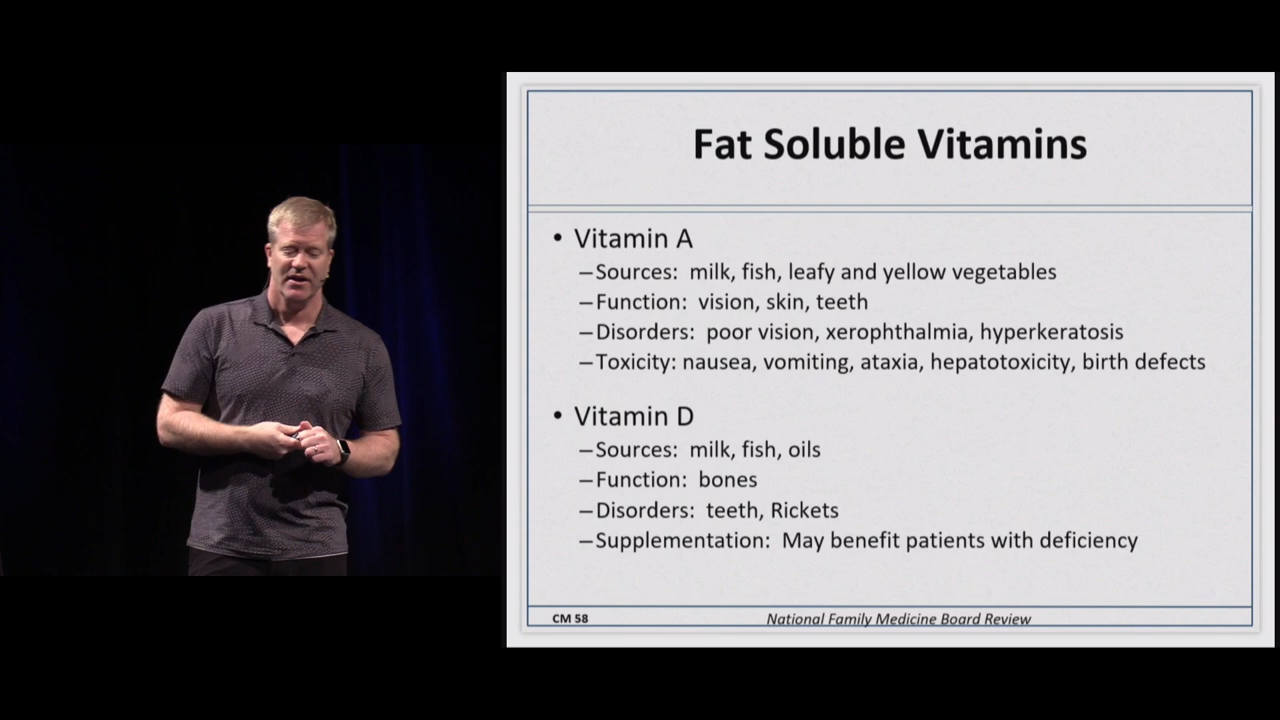 Fat Soluble Vitamins
• Vitamin A
–Sources: milk, fish, leafy and yellow vegetables
–Function: vision, skin, teeth
–Disorders: poor vision, xerophthalmia, hyperkeratosis
–Toxicity: nausea, vomiting, ataxia, hepatotoxicity, birth defects
• Vitamin D
–Sources: milk, fish, oils
–Function: bones
–Disorders: teeth, Rickets
–Supplementation: May benefit patients with deficiency
CM 58 National Family Medicine Board Review